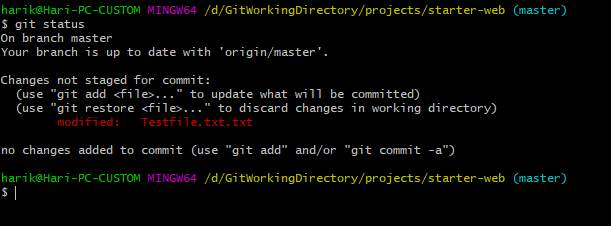 harik@Hari-PC-CUSTOM MINGW64 /d/GitWorkingDirectory/projects/starter-web (master)
$ git status
On branch master
Your branch is up to date with 'origin/master'.
Changes not staged for commit:
(use "git add <file>..." to update what will be committed)
(use "git restore <file>..." to discard changes in working directory)
modified: Testfile.txt.txt
no changes added to commit (use "git add" and/or "git commit -a")
harik@Hari-PC-CUSTOM MINGW64 /d/GitWorkingDirectory/projects/starter-web (master)
$